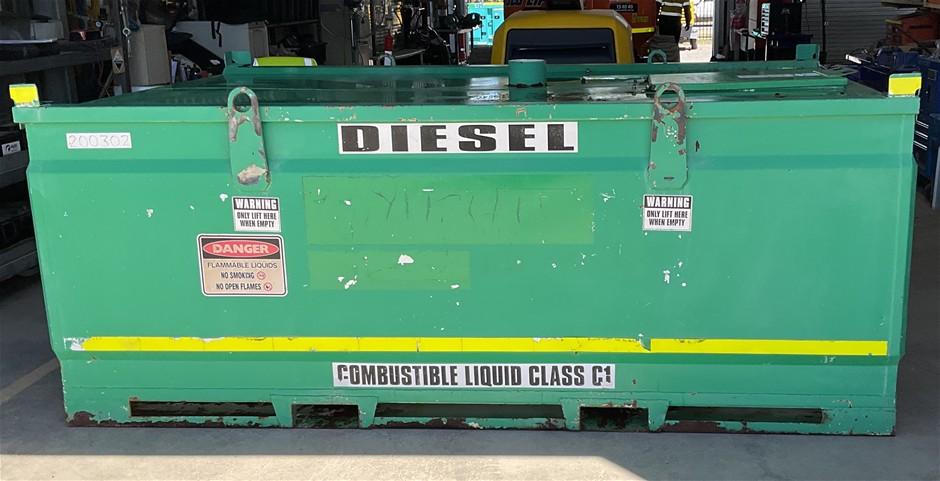 200302
DIESEL
WARNING
ONLY LIFT HERE
WHEN EMPTY
WARNING
ONLY LIFT HERE
WHEN EMPTY
DANGER
FLAMMABLE LIQUIDS
NO SMOKING
NO OPEN FLAMES
COMBUSTIBLE LIQUID CLASS C1